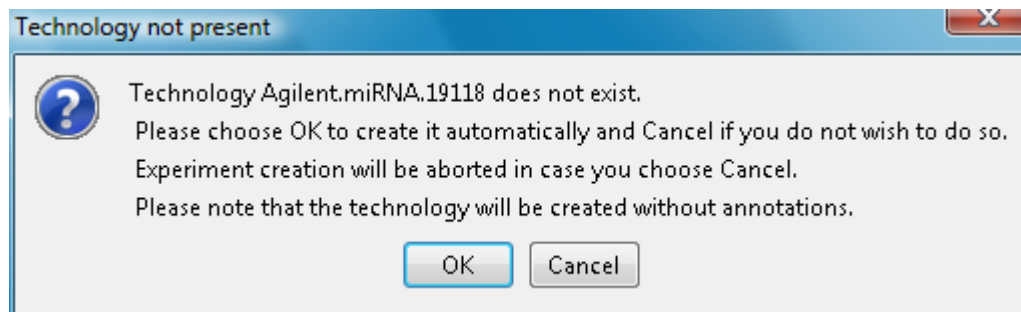 Technology not present
Technology Agilent.miRNA.19118 does not exist.
Please choose OK to create it automatically and Cancel if you do not wish to do so.
Experiment creation will be aborted in case you choose Cancel.
Please note that the technology will be created without annotations.
OK Cancel